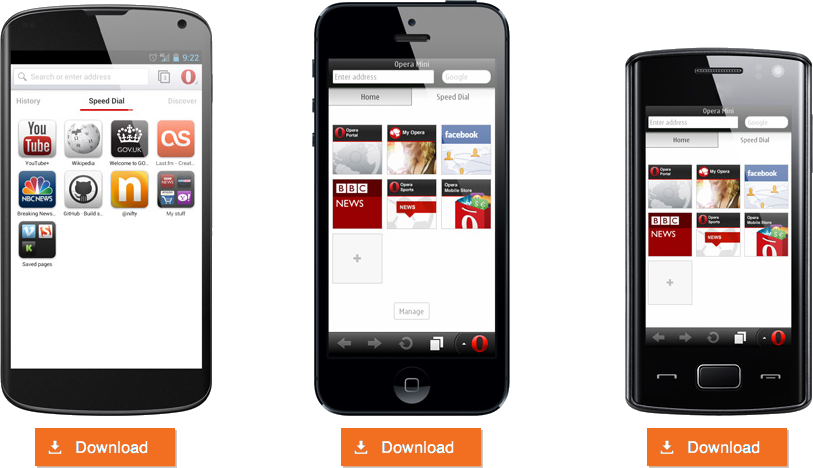 9:22
Search or enter address
3
History
Speed Dial
Discover
You
Tube
GOV.UK
as
YouTube+
Wikipedia
Welcome to GO...
Last.fm - Creat...
NBC NEWS
n
Breaking News...
GitHub · Build s...
@nifty
My stuff
Saved pages
Download
Opera Mini
Enter address
Google
Home
Speed Dial
Opera
Portal
My Opera
facebook
BBC
NEWS
Opera
Sports
NEWS
Opera
Mobile Store
+
Manage
Download
Opera Mini
Enter address
Google
Home
Speed Dial
Opera
Portal
My Opera
facebook
BBC
NEWS
Opera
Sports
NEWS
Opera
Mobile Store
+
Download